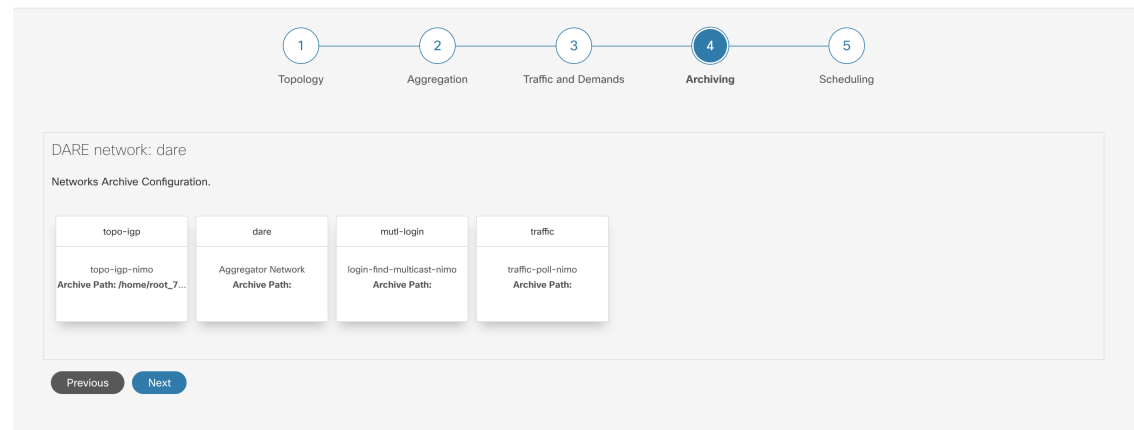 1
2
3
4
5
Topology
Aggregation
Traffic and Demands
Archiving
Scheduling
DARE network: dare
Networks Archive Configuration.
topo-igp
topo-igp-nimo
Archive Path: /home/root_7...
dare
Aggregator Network
Archive Path:
mutl-login
login-find-multicast-nimo
Archive Path:
traffic
traffic-poll-nimo
Archive Path:
Previous
Next